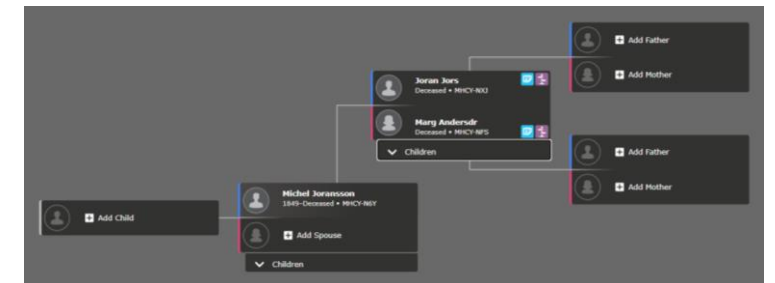 Add Father
Add Mother
Joran Jors
Deceased • MHCY-NXJ
Marg Andersdr
Deceased • MHCY-NFS
Children
Add Father
Add Mother
Michel Joransson
1849–Deceased • MHCY-N6Y
Add Child
Add Spouse
Children